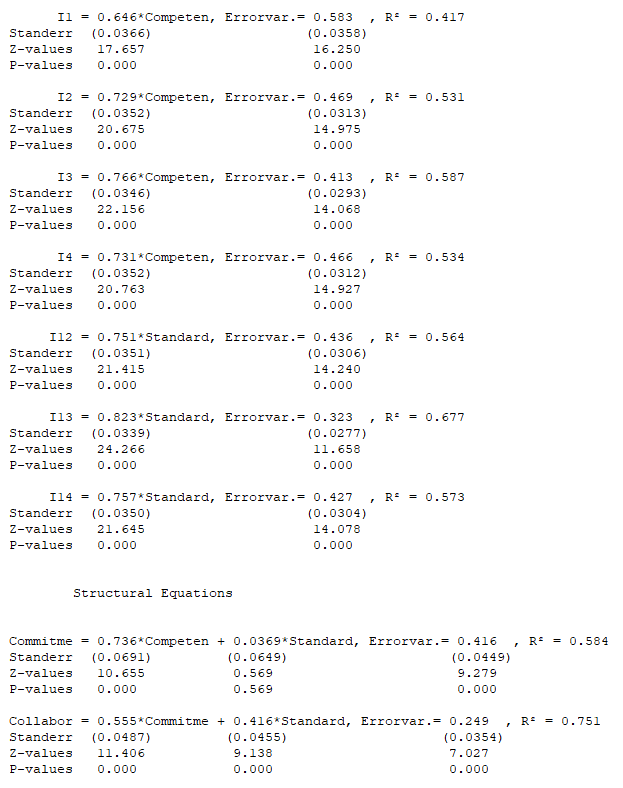 I1 = 0.646*Competen, Errorvar.= 0.583 , R² = 0.417
Standerr (0.0366) (0.0358)
Z-values 17.657 16.250
P-values 0.000 0.000
I2 = 0.729*Competen, Errorvar.= 0.469 , R² = 0.531
Standerr (0.0352) (0.0313)
Z-values 20.675 14.975
P-values 0.000 0.000
I3 = 0.766*Competen, Errorvar.= 0.413 , R² = 0.587
Standerr (0.0346) (0.0293)
Z-values 22.156 14.068
P-values 0.000 0.000
I4 = 0.731*Competen, Errorvar.= 0.466 , R² = 0.534
Standerr (0.0352) (0.0312)
Z-values 20.763 14.927
P-values 0.000 0.000
I12 = 0.751*Standard, Errorvar.= 0.436 , R² = 0.564
Standerr (0.0351) (0.0306)
Z-values 21.415 14.240
P-values 0.000 0.000
I13 = 0.823*Standard, Errorvar.= 0.323 , R² = 0.677
Standerr (0.0339) (0.0277)
Z-values 24.266 11.658
P-values 0.000 0.000
I14 = 0.757*Standard, Errorvar.= 0.427 , R² = 0.573
Standerr (0.0350) (0.0304)
Z-values 21.645 14.078
P-values 0.000 0.000
Structural Equations
Commitme = 0.736*Competen + 0.0369*Standard, Errorvar.= 0.416 , R² = 0.584
Standerr (0.0691) (0.0649) (0.0449)
Z-values 10.655 0.569 9.279
P-values 0.000 0.569 0.000
Collabor = 0.555*Commitme + 0.416*Standard, Errorvar.= 0.249 , R² = 0.751
Standerr (0.0487) (0.0455) (0.0354)
Z-values 11.406 9.138 7.027
P-values 0.000 0.000 0.000